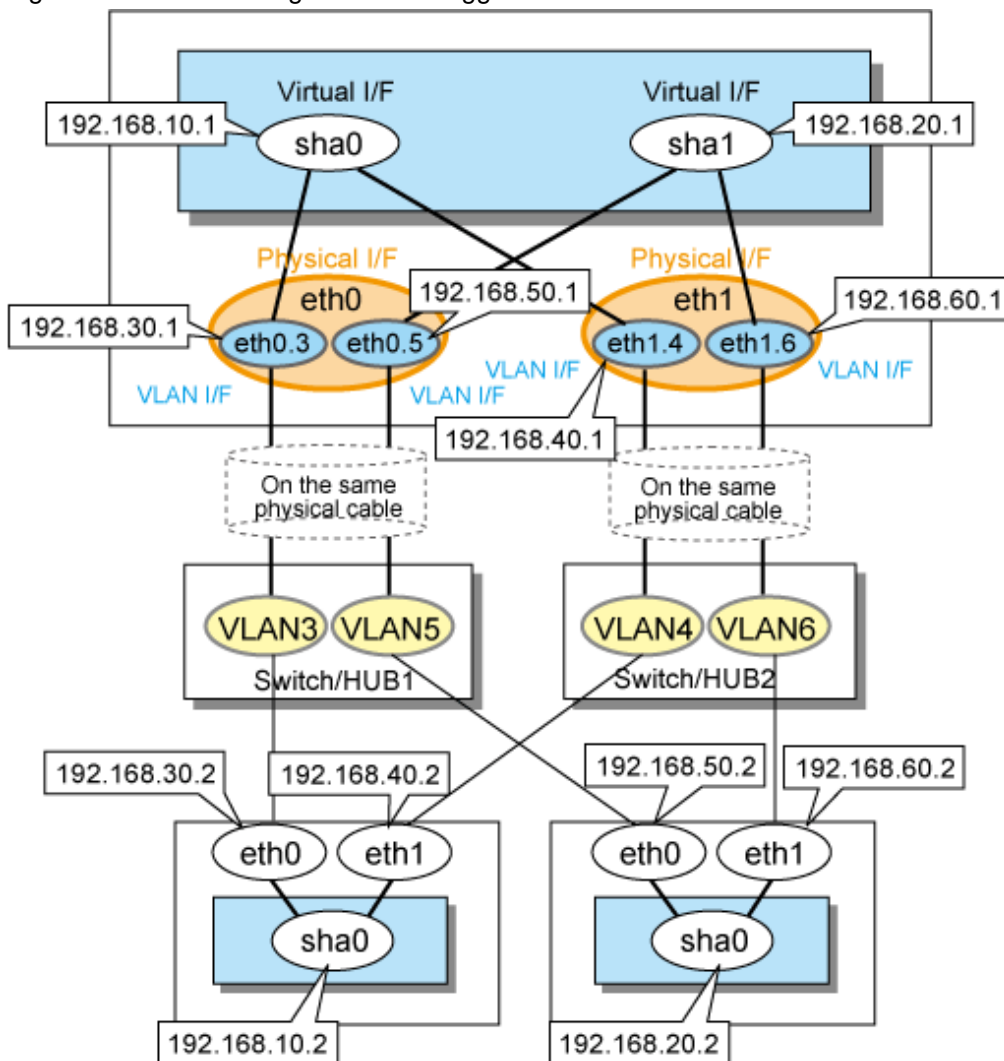 Virtual I/F
Virtual I/F
192.168.10.1
sha0
sha1
192.168.20.1
Physical I/F
Physical I/F
eth0
192.168.50.1
eth1
192.168.60.1
192.168.30.1
eth0.3
eth0.5
eth1.4
eth1.6
VLAN I/F
VLAN I/F
VLAN I/F
VLAN I/F
192.168.40.1
On the same
physical cable
On the same
physical cable
VLAN3
VLAN5
VLAN4
VLAN6
Switch/HUB1
Switch/HUB2
192.168.30.2
192.168.40.2
192.168.50.2
192.168.60.2
eth0
eth1
eth0
eth1
sha0
sha0
192.168.10.2
192.168.20.2